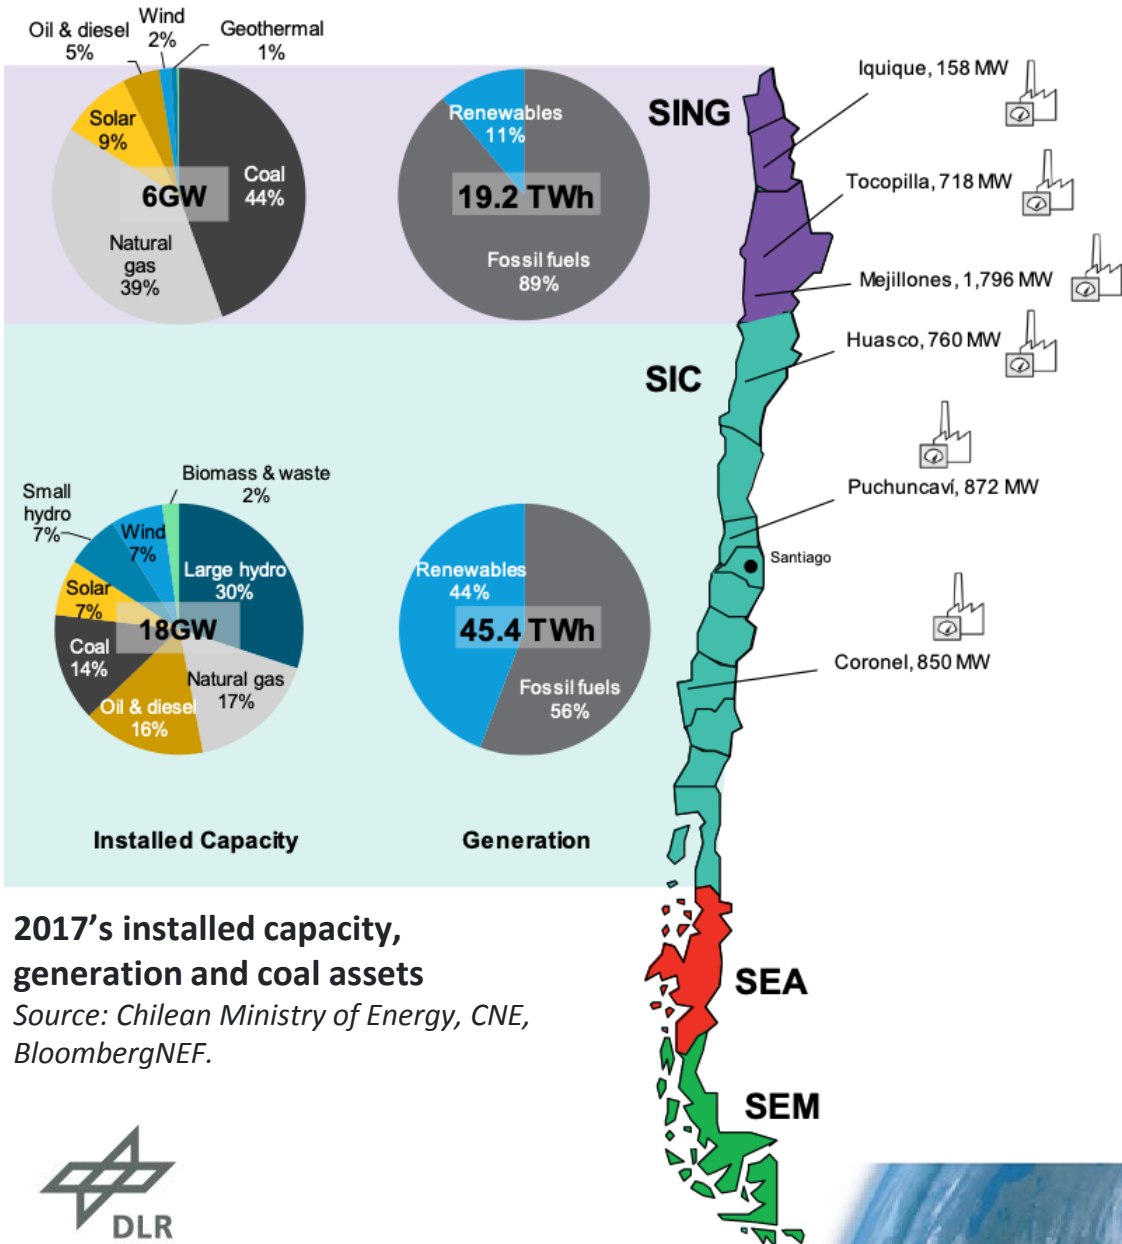 Oil & diesel
5%
Wind
2%
Geothermal
1%
Solar
9%
Coal
44%
6GW
Natural
gas
39%
Renewables
11%
19.2 TWh
Fossil fuels
89%
SING
Iquique, 158 MW
Tocopilla, 718 MW
Mejillones, 1,796 MW
SIC
Huasco, 760 MW
Puchuncaví, 872 MW
Santiago
Coronel, 850 MW
Biomass & waste
2%
Small
hydro
7%
Wind
7%
Large hydro
30%
Solar
7%
18GW
Coal
14%
Natural gas
17%
Oil & diesel
16%
Renewables
44%
45.4 TWh
Fossil fuels
56%
Installed Capacity
Generation
2017’s installed capacity,
generation and coal assets
Source: Chilean Ministry of Energy, CNE,
BloombergNEF.
SEA
SEM
DLR